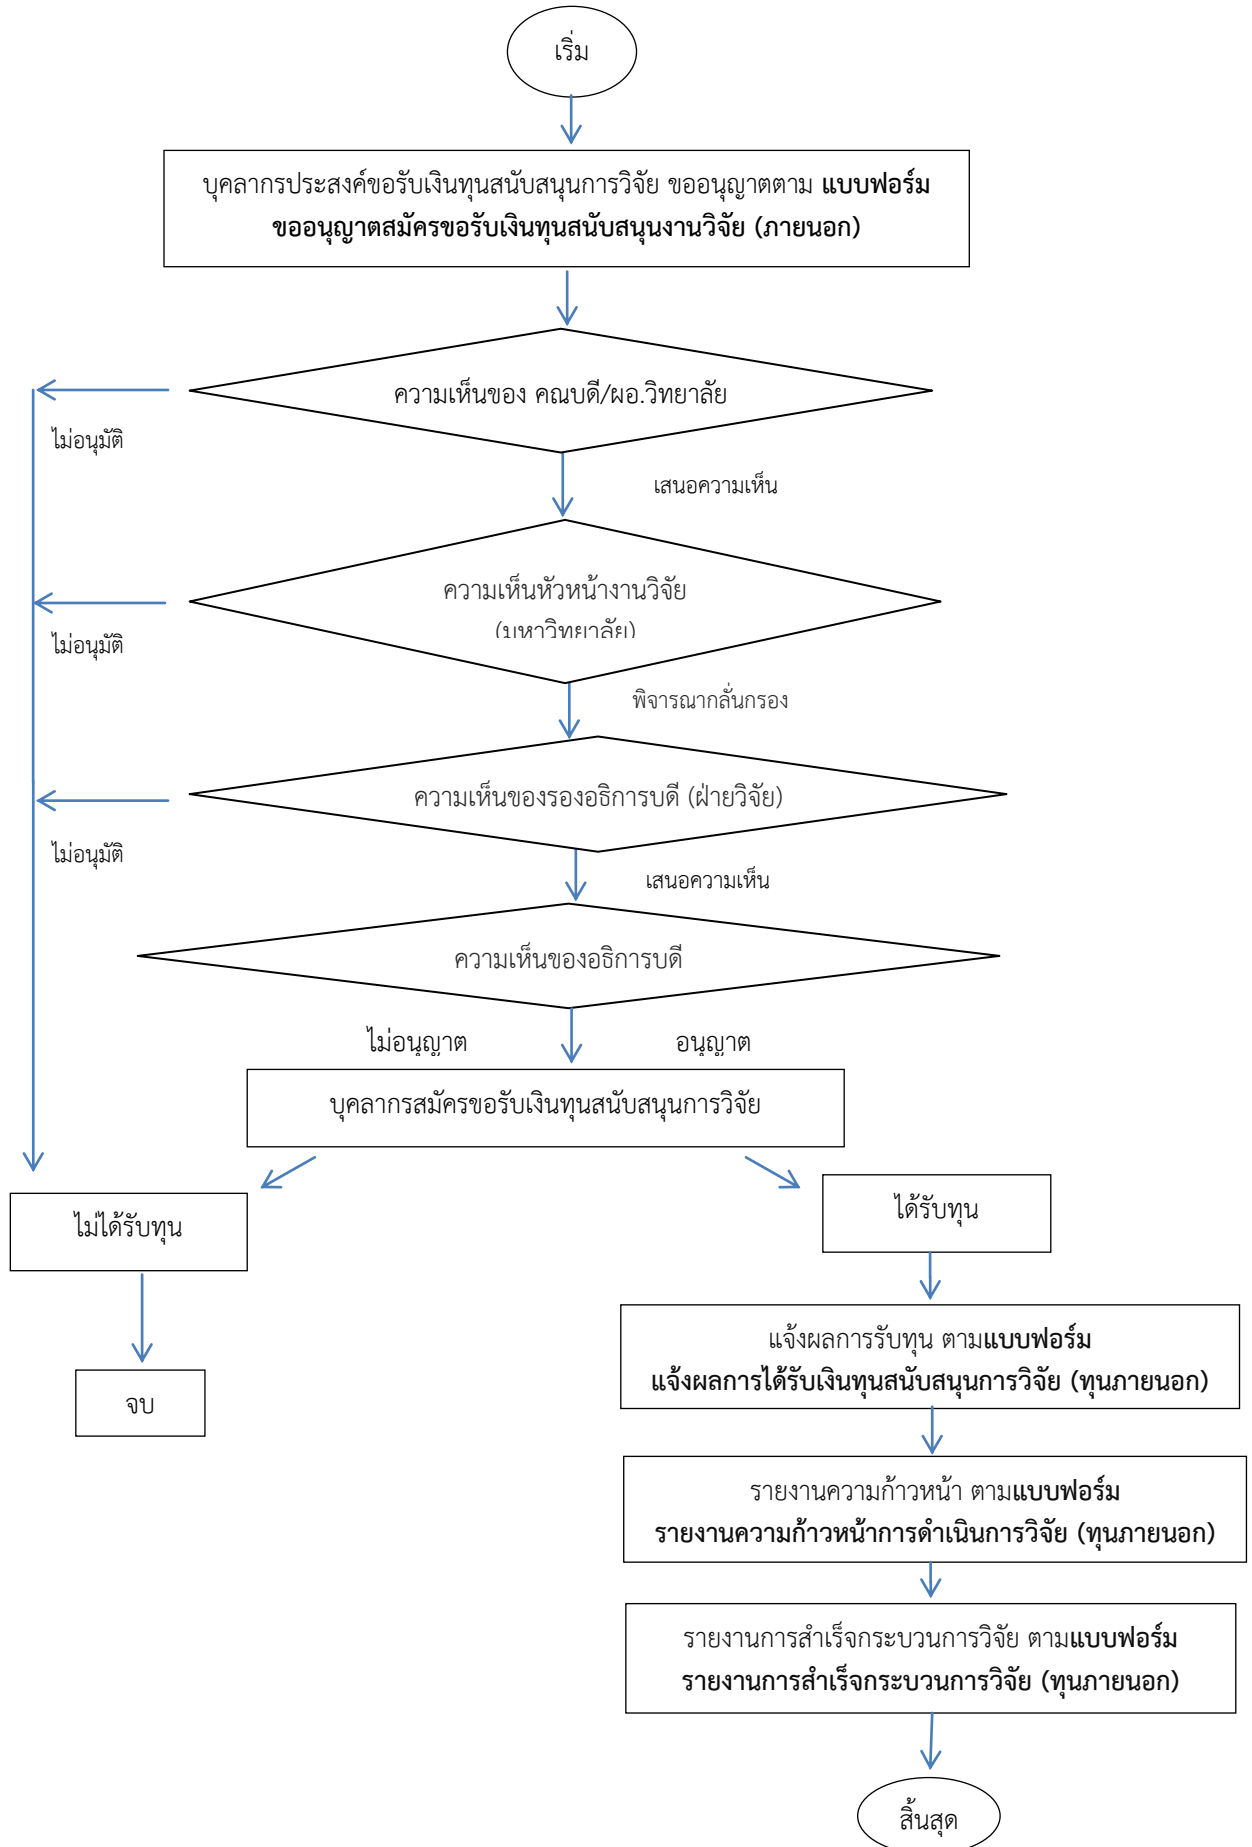 เริ่ม
บุคลากรประสงค์ขอรับเงินทุนสนับสนุนการวิจัย ขออนุญาตตาม แบบฟอร์ม
ขออนุญาตสมัครขอรับเงินทุนสนับสนุนงานวิจัย (ภายนอก)
ความเห็นของ คณบดี/ผอ.วิทยาลัย
ไม่อนุมัติ
เสนอความเห็น
ความเห็นหัวหน้างานวิจัย
(มหาวิทยาลัย)
ไม่อนุมัติ
พิจารณากลั่นกรอง
ความเห็นของรองอธิการบดี (ฝ่ายวิจัย)
ไม่อนุมัติ
เสนอความเห็น
ความเห็นของอธิการบดี
ไม่อนุญาต อนุญาต
บุคลากรสมัครขอรับเงินทุนสนับสนุนการวิจัย
ไม่ได้รับทุน
ได้รับทุน
แจ้งผลการรับทุน ตามแบบฟอร์ม
แจ้งผลการได้รับเงินทุนสนับสนุนการวิจัย (ทุนภายนอก)
จบ
รายงานความก้าวหน้า ตามแบบฟอร์ม
รายงานความก้าวหน้าการดำเนินการวิจัย (ทุนภายนอก)
รายงานการสำเร็จกระบวนการวิจัย ตามแบบฟอร์ม
รายงานการสำเร็จกระบวนการวิจัย (ทุนภายนอก)
สิ้นสุด